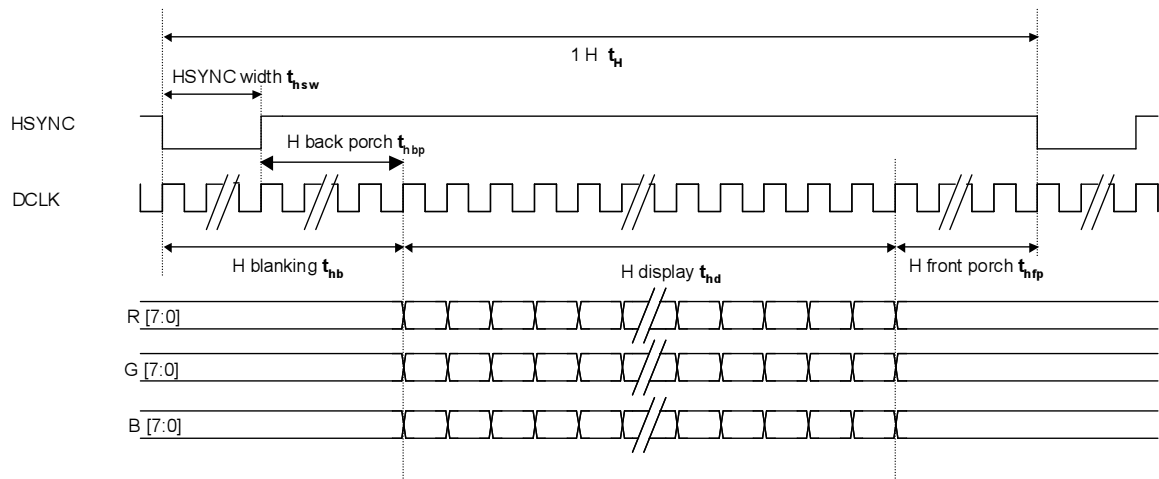 1 H t_H
HSYNC width t_hsw
HSYNC
H back porch t_hbp
DCLK
H blanking t_hb
H display t_hd
H front porch t_hfp
R [7:0]
G [7:0]
B [7:0]